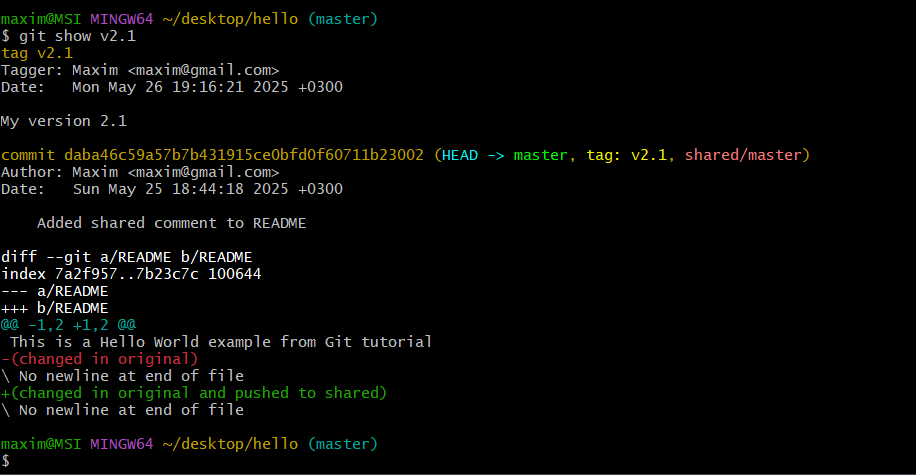 maxim@MSI MINGW64 ~/desktop/hello (master)
$ git show v2.1
tag v2.1
Tagger: Maxim <maxim@gmail.com>
Date:   Mon May 26 19:16:21 2025 +0300

My version 2.1

commit daba46c59a57b7b431915ce0bfd0f60711b23002 (HEAD -> master, tag: v2.1, shared/master)
Author: Maxim <maxim@gmail.com>
Date:   Sun May 25 18:44:18 2025 +0300

    Added shared comment to README

diff --git a/README b/README
index 7a2f957..7b23c7c 100644
--- a/README
+++ b/README
@@ -1,2 +1,2 @@
 This is a Hello World example from Git tutorial
-(changed in original)
\ No newline at end of file
+(changed in original and pushed to shared)
\ No newline at end of file

maxim@MSI MINGW64 ~/desktop/hello (master)
$